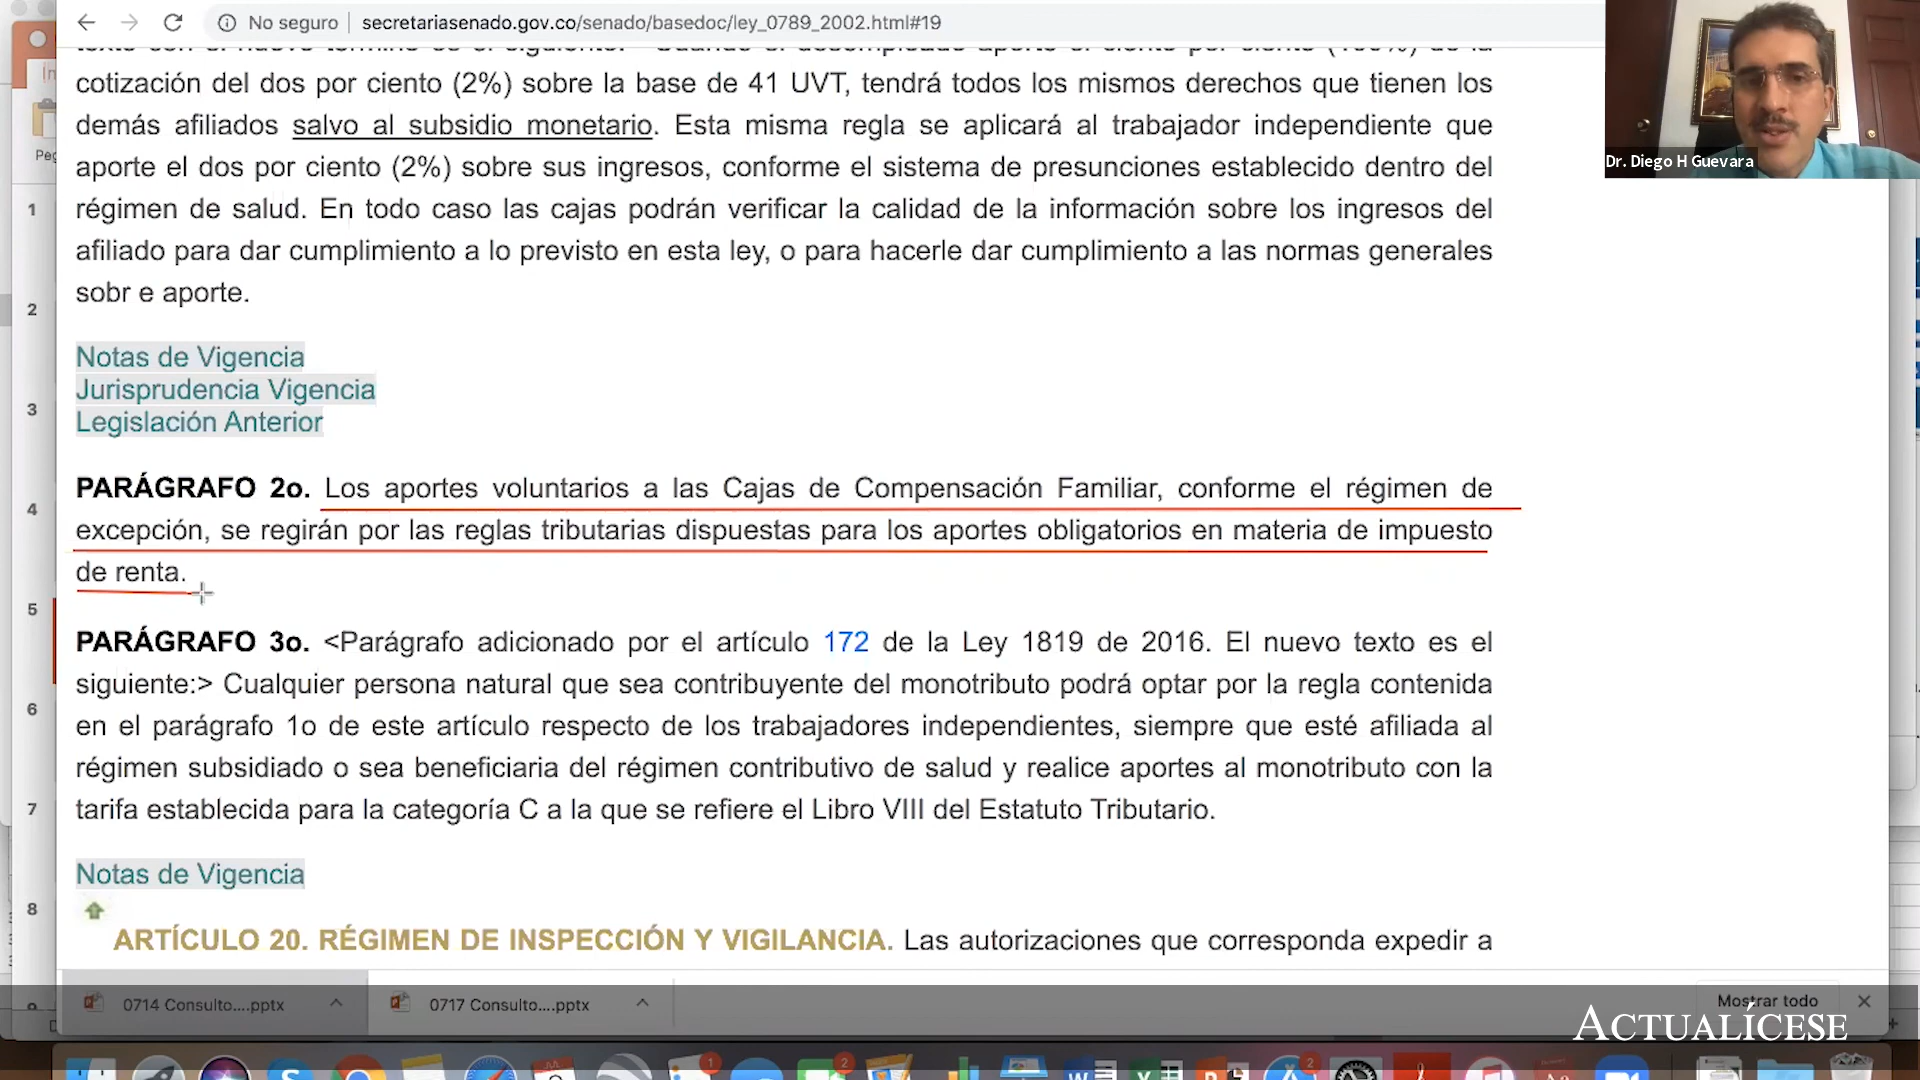 No seguro
secretariasenado.gov.co/senado/basedoc/ley_0789_2002.html#19
cotización del dos por ciento (2%) sobre la base de 41 UVT, tendrá todos los mismos derechos que tienen los
demás afiliados salvo al subsidio monetario. Esta misma regla se aplicará al trabajador independiente que
aporte el dos por ciento (2%) sobre sus ingresos, conforme el sistema de presunciones establecido dentro del
régimen de salud. En todo caso las cajas podrán verificar la calidad de la información sobre los ingresos del
afiliado para dar cumplimiento a lo previsto en esta ley, o para hacerle dar cumplimiento a las normas generales
sobr e aporte.
Notas de Vigencia
Jurisprudencia Vigencia
Legislación Anterior
PARÁGRAFO 2o. Los aportes voluntarios a las Cajas de Compensación Familiar, conforme el régimen de
excepción, se regirán por las reglas tributarias dispuestas para los aportes obligatorios en materia de impuesto
de renta.
PARÁGRAFO 3o. <Parágrafo adicionado por el artículo 172 de la Ley 1819 de 2016. El nuevo texto es el
siguiente:> Cualquier persona natural que sea contribuyente del monotributo podrá optar por la regla contenida
en el parágrafo 1o de este artículo respecto de los trabajadores independientes, siempre que esté afiliada al
régimen subsidiado o sea beneficiaria del régimen contributivo de salud y realice aportes al monotributo con la
tarifa establecida para la categoría C a la que se refiere el Libro VIII del Estatuto Tributario.
Notas de Vigencia
ARTÍCULO 20. RÉGIMEN DE INSPECCIÓN Y VIGILANCIA. Las autorizaciones que corresponda expedir a
Dr. Diego H Guevara
1
2
3
4
5
6
7
8
0714 Consulto....pptx
0717 Consulto....pptx
Mostrar todo
ACTUALÍCESE